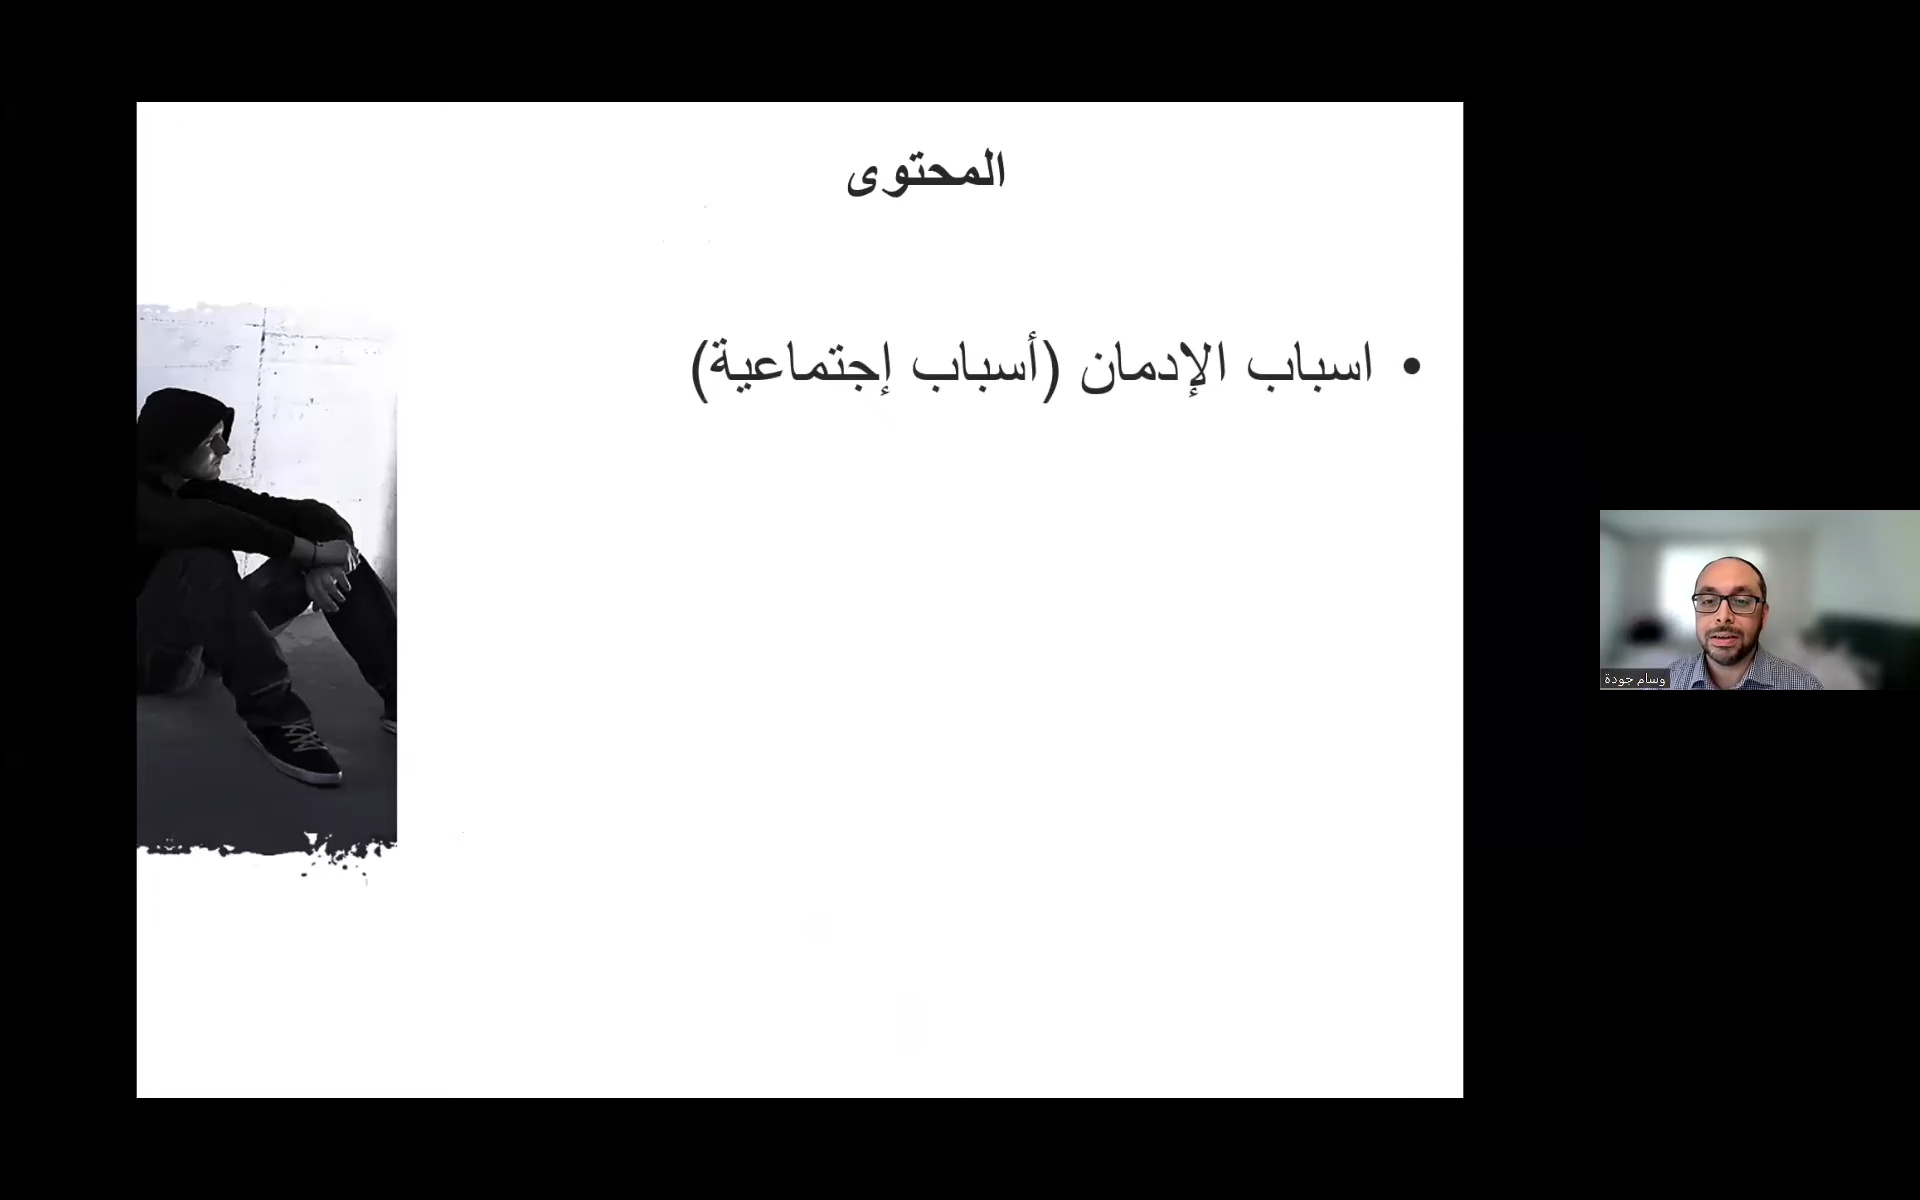 المحتوى
• اسباب الإدمان (أسباب إجتماعية)
وسام جودة